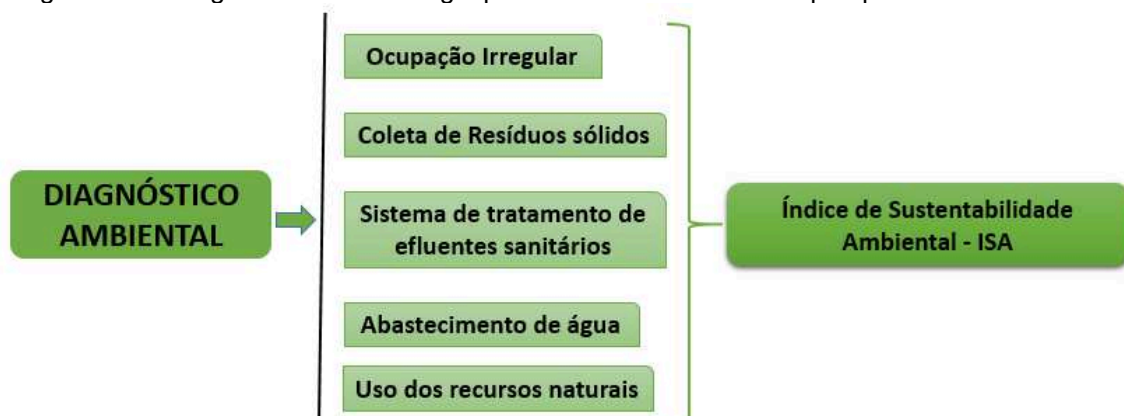 DIAGNÓSTICO
AMBIENTAL
Ocupação Irregular
Coleta de Resíduos sólidos
Sistema de tratamento de
efluentes sanitários
Abastecimento de água
Uso dos recursos naturais
Índice de Sustentabilidade
Ambiental - ISA